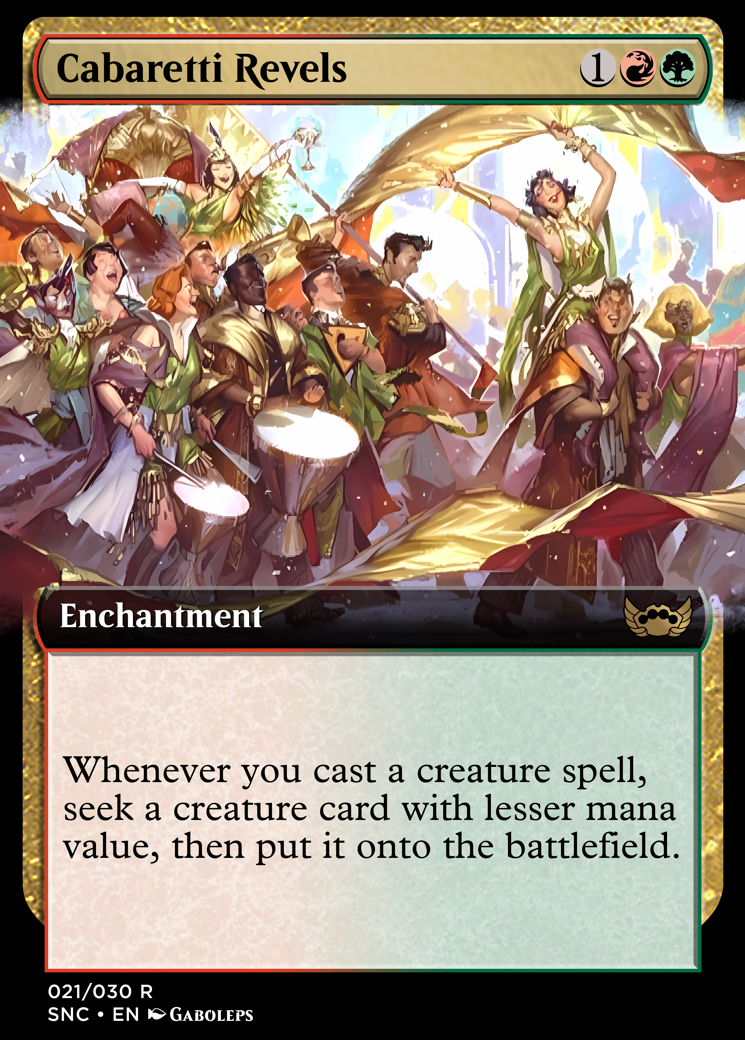 Cabaretti Revels 1
Enchantment
Whenever you cast a creature spell,
seek a creature card with lesser mana
value, then put it onto the battlefield.
021/030 R
SNC • EN GABOLEPS